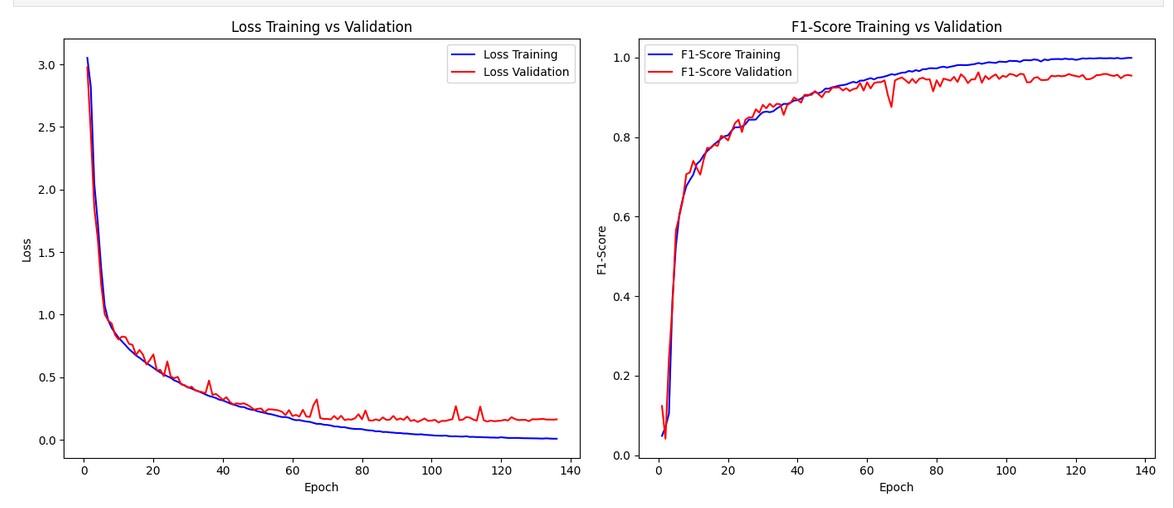 Loss Training vs Validation
3.0
2.5
2.0
1.5
1.0
0.5
0.0
Loss
Loss Training
Loss Validation
0 20 40 60 80 100 120 140
Epoch
F1-Score Training vs Validation
1.0
0.8
0.6
0.4
0.2
0.0
F1-Score
F1-Score Training
F1-Score Validation
0 20 40 60 80 100 120 140
Epoch